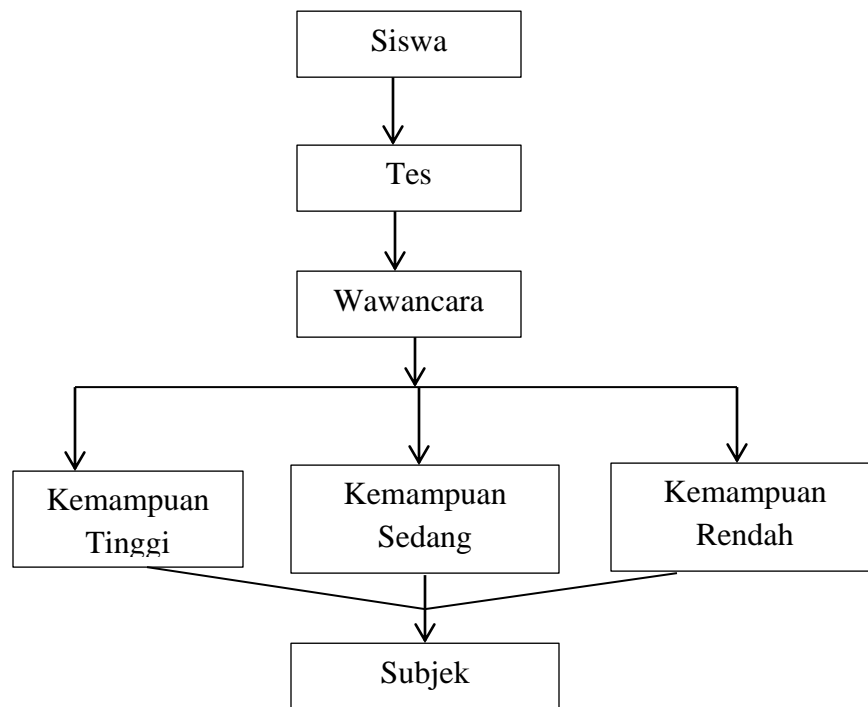 Siswa
Tes
Wawancara
Kemampuan
Tinggi
Kemampuan
Sedang
Kemampuan
Rendah
Subjek